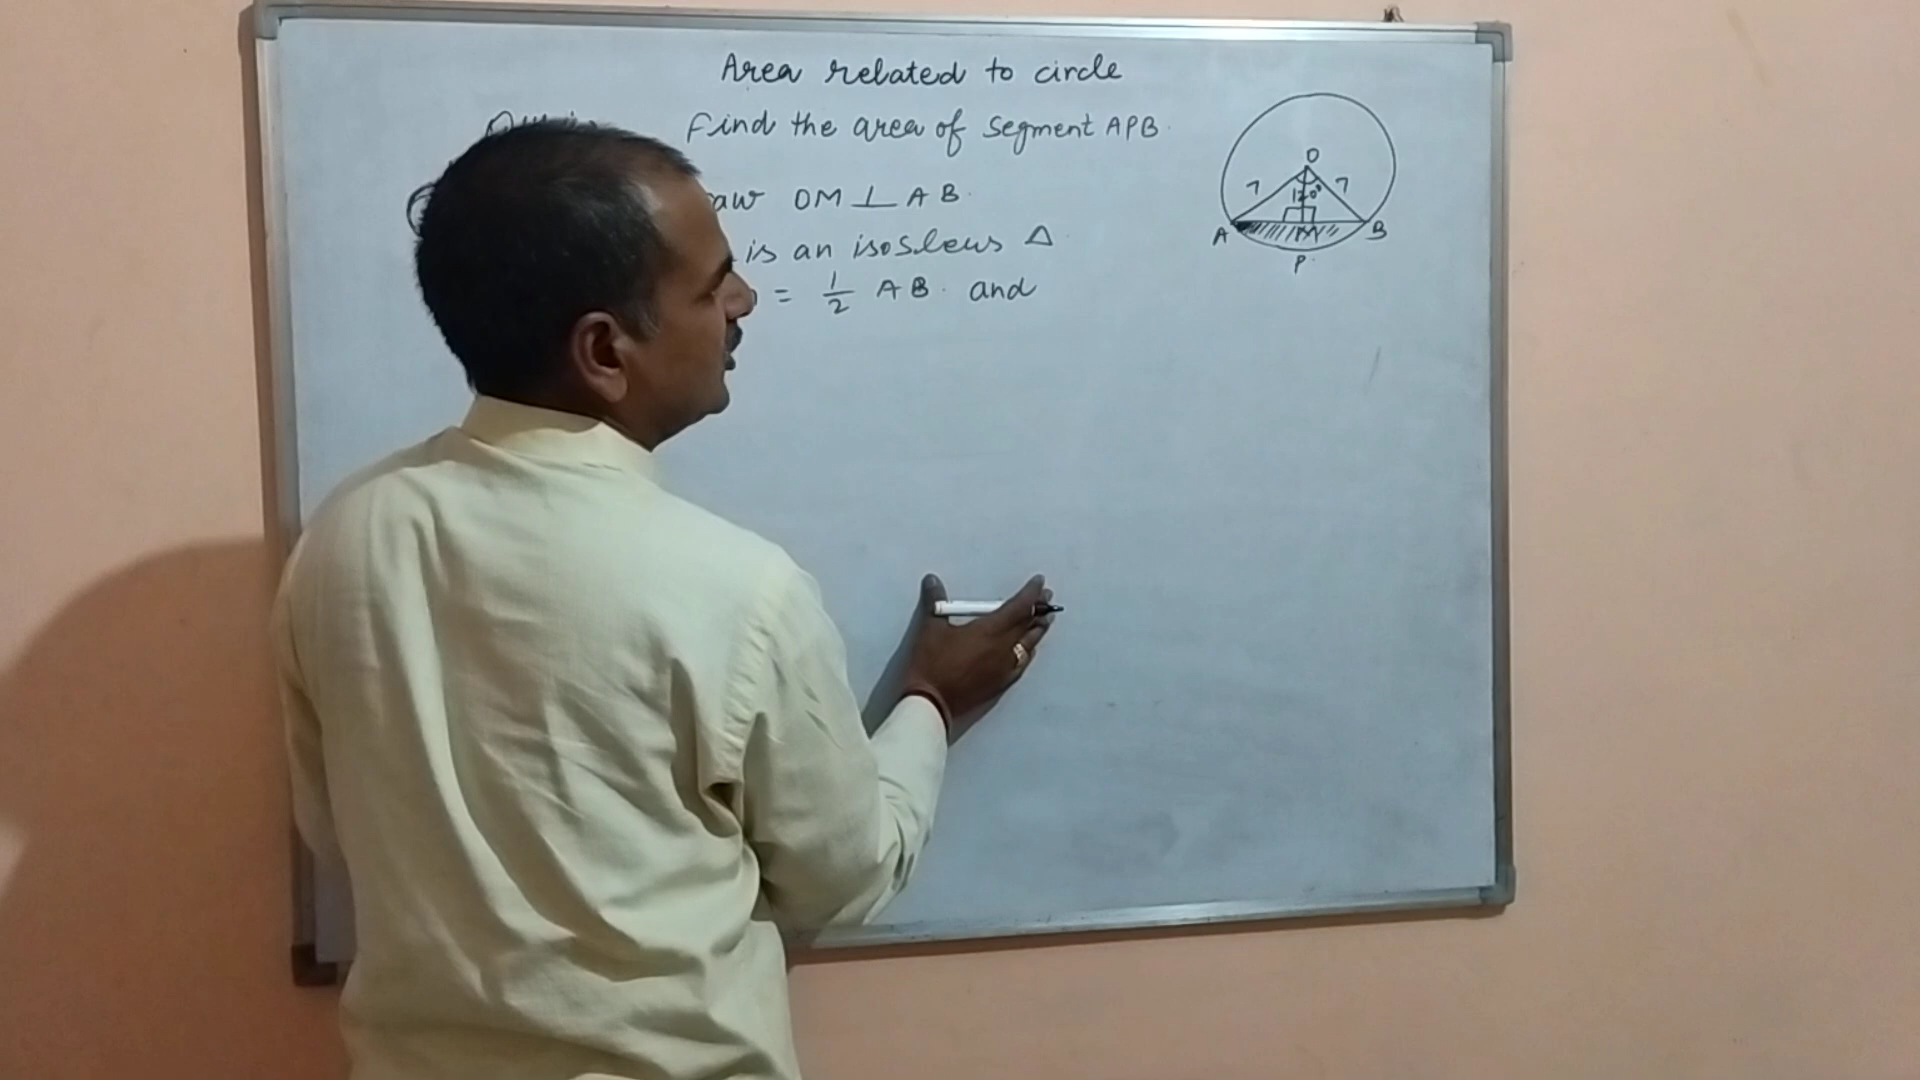 Area related to circle
Find the area of segment APB.
OM ⊥ AB.
is an isosleus Δ
= 1/2 AB. and
O
7 120° 7
A M B
P